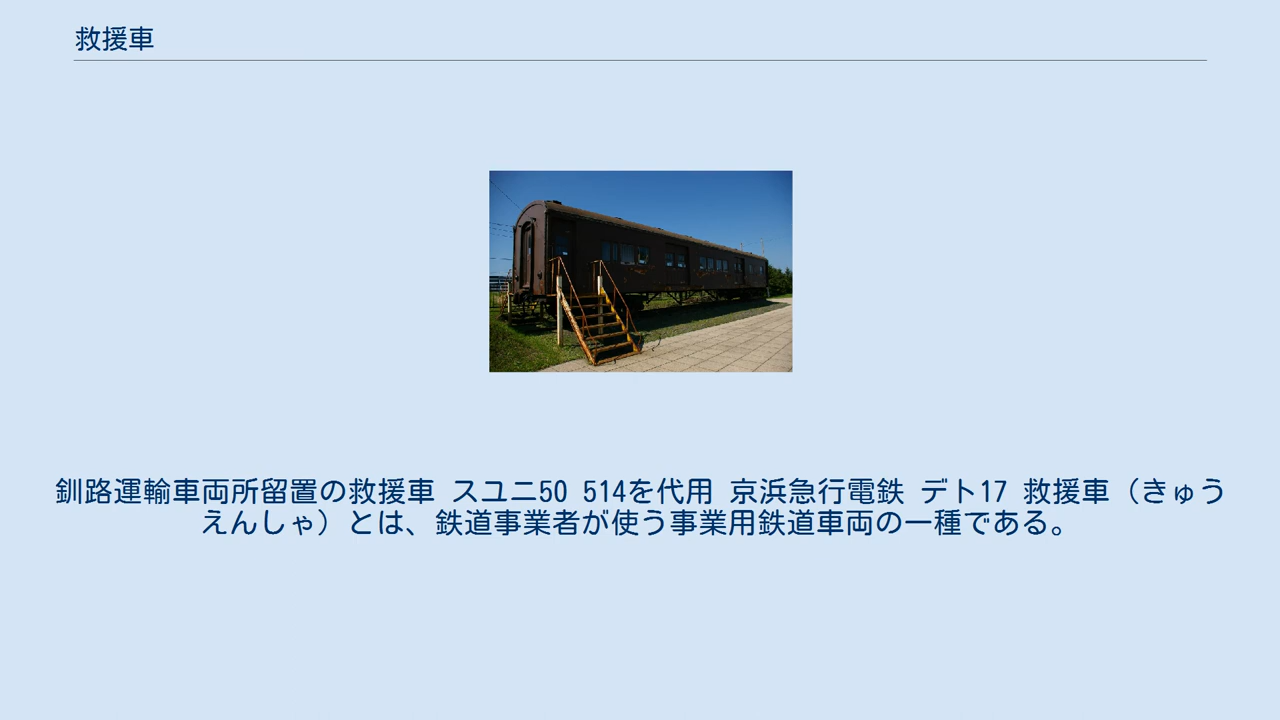 救援車
釧路運輸車両所留置の救援車 スユニ50 514を代用 京浜急行電鉄 デト17 救援車（きゅう
えんしゃ）とは、鉄道事業者が使う事業用鉄道車両の一種である。